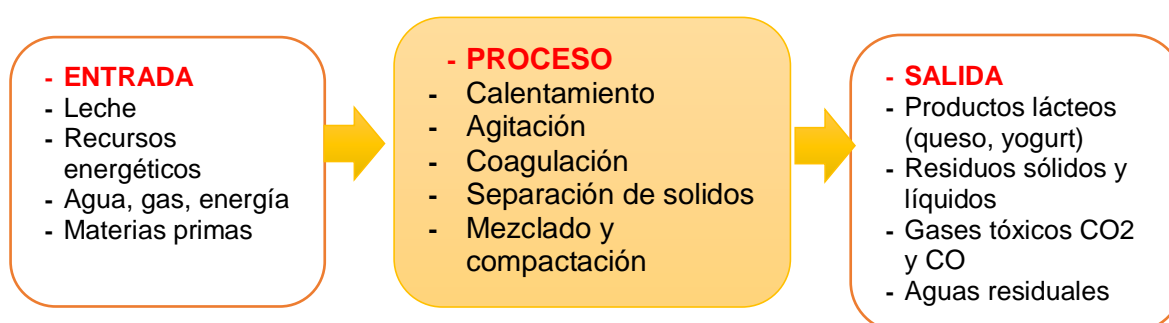 - ENTRADA
- Leche
- Recursos
energéticos
- Agua, gas, energía
- Materias primas
- PROCESO
- Calentamiento
- Agitación
- Coagulación
- Separación de solidos
- Mezclado y
compactación
- SALIDA
- Productos lácteos
(queso, yogurt)
- Residuos sólidos y
líquidos
- Gases tóxicos CO2
y CO
- Aguas residuales